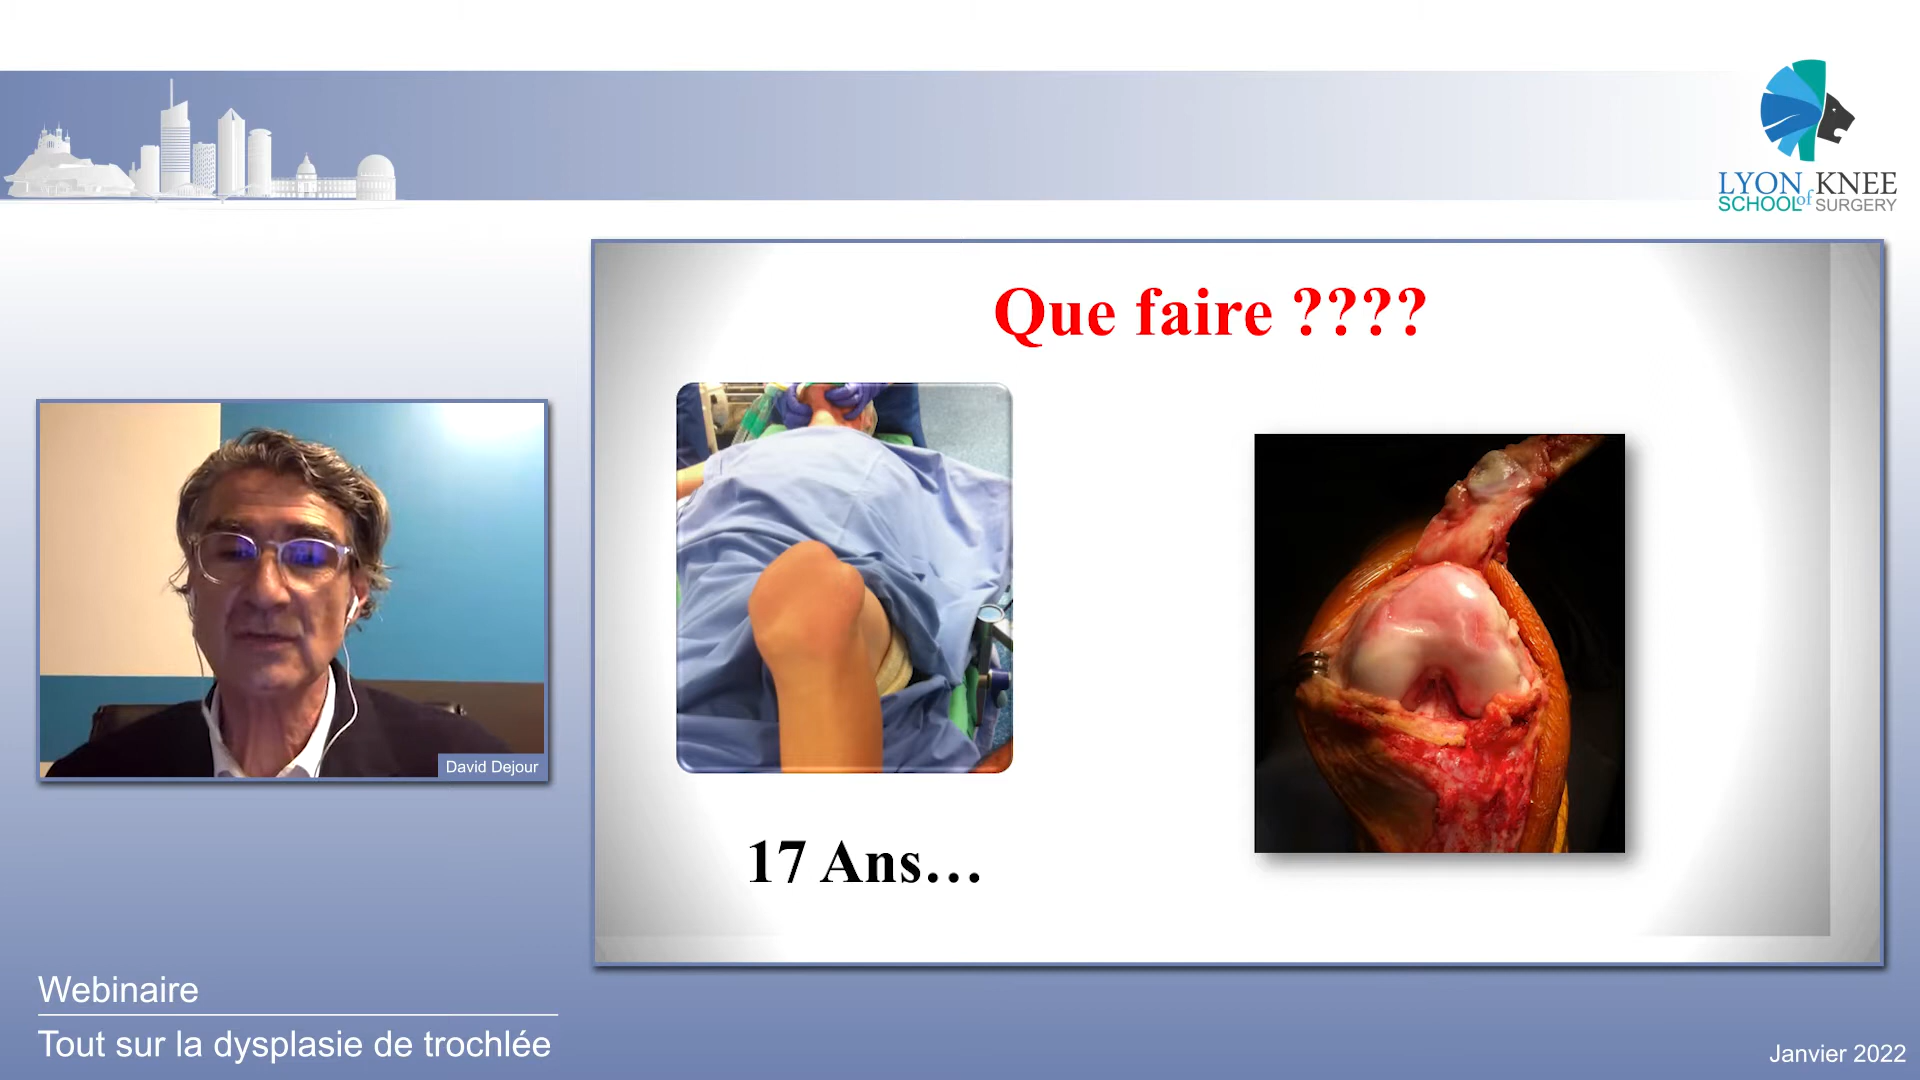 LYON KNEE
SCHOOL of SURGERY
Que faire ????
David Dejour
17 Ans…
Webinaire
Tout sur la dysplasie de trochlée
Janvier 2022